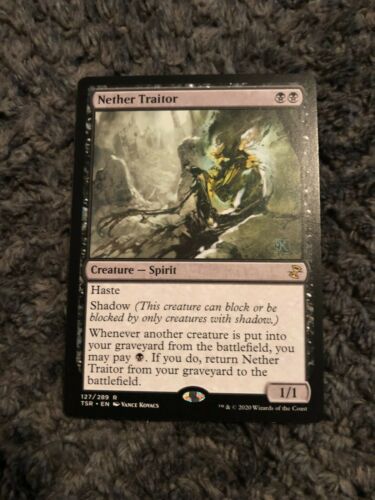 Nether Traitor
Creature — Spirit
Haste
Shadow (This creature can block or be
blocked by only creatures with shadow.)
Whenever another creature is put into
your graveyard from the battlefield, you
may pay . If you do, return Nether
Traitor from your graveyard to the
battlefield.
1/1
127/289 R
TSR • EN Vance Kovacs
™ & © 2020 Wizards of the Coast